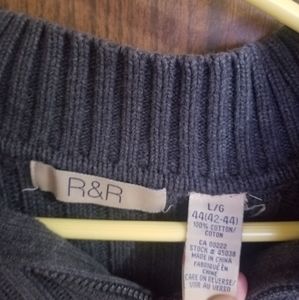 R&R
L/G
44(42-44)
100% COTTON/
COTON
CA 00222
STOCK # 45038
MADE IN CHINA
FABRIQUÉ EN
CHINE
CARE ON REVERSE/
VOIR AU VERSO